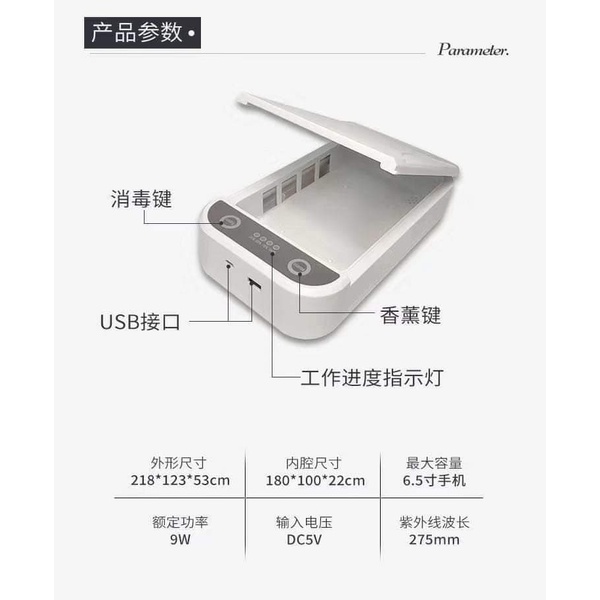 产品参数
Parameter.
消毒键
USB接口
香薰键
工作进度指示灯
外形尺寸
218*123*53cm
内腔尺寸
180*100*22cm
最大容量
6.5寸手机
额定功率
9W
输入电压
DC5V
紫外线波长
275mm